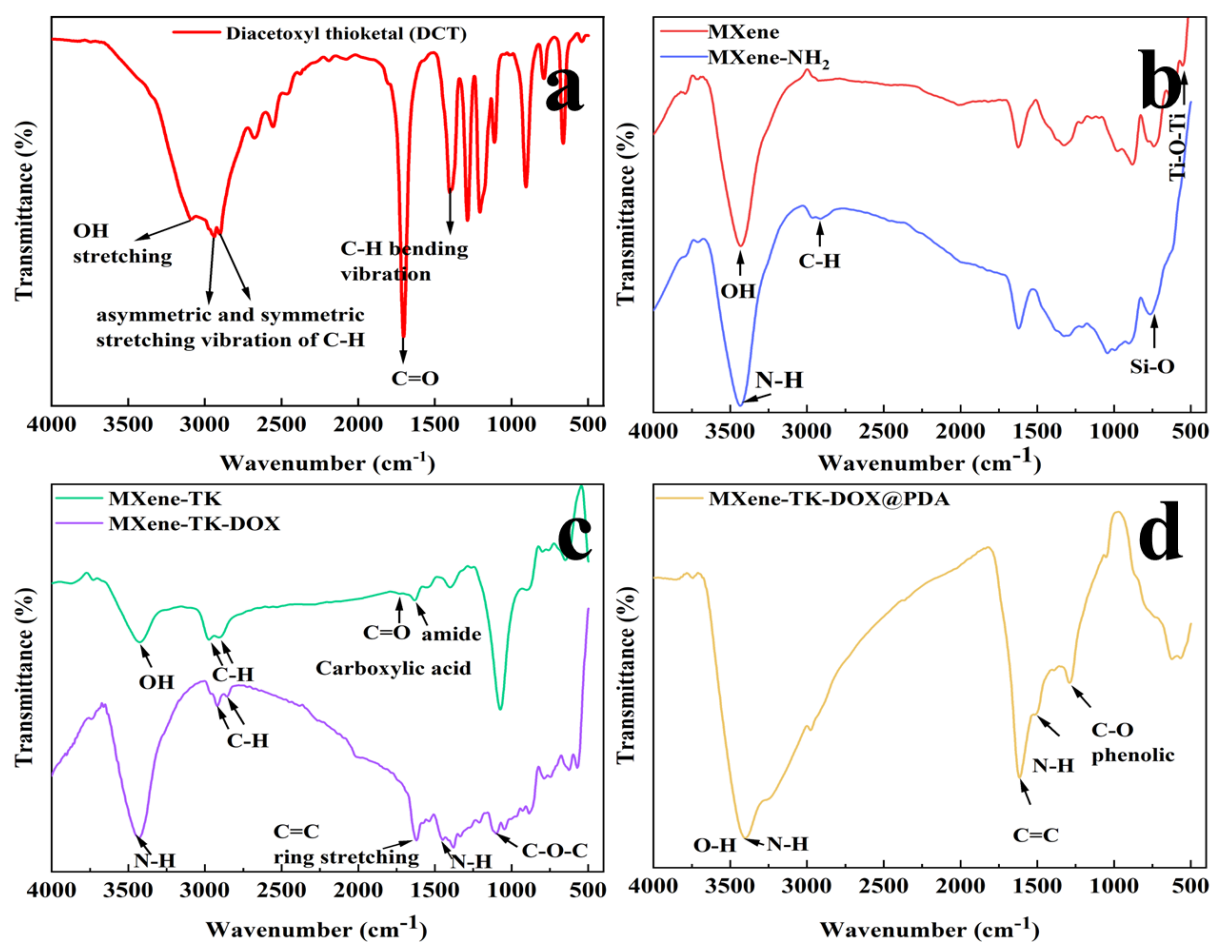 Diacetoxyl thioketal (DCT)
a
Transmittance (%)
OH
stretching
C-H bending
vibration
asymmetric and symmetric
stretching vibration of C-H
C=O
4000 3500 3000 2500 2000 1500 1000 500
Wavenumber (cm-1)
MXene
MXene-NH2
b
Transmittance (%)
Ti-O-Ti
OH
C-H
N-H
Si-O
4000 3500 3000 2500 2000 1500 1000 500
Wavenumber (cm-1)
MXene-TK
MXene-TK-DOX
c
Transmittance (%)
OH
C-H
C=O
amide
Carboxylic acid
C-H
N-H
C=C
ring stretching
N-H
C-O-C
4000 3500 3000 2500 2000 1500 1000 500
Wavenumber (cm-1)
MXene-TK-DOX@PDA
d
Transmittance (%)
C-O
phenolic
N-H
C=C
O-H
N-H
4000 3500 3000 2500 2000 1500 1000 500
Wavenumber (cm-1)